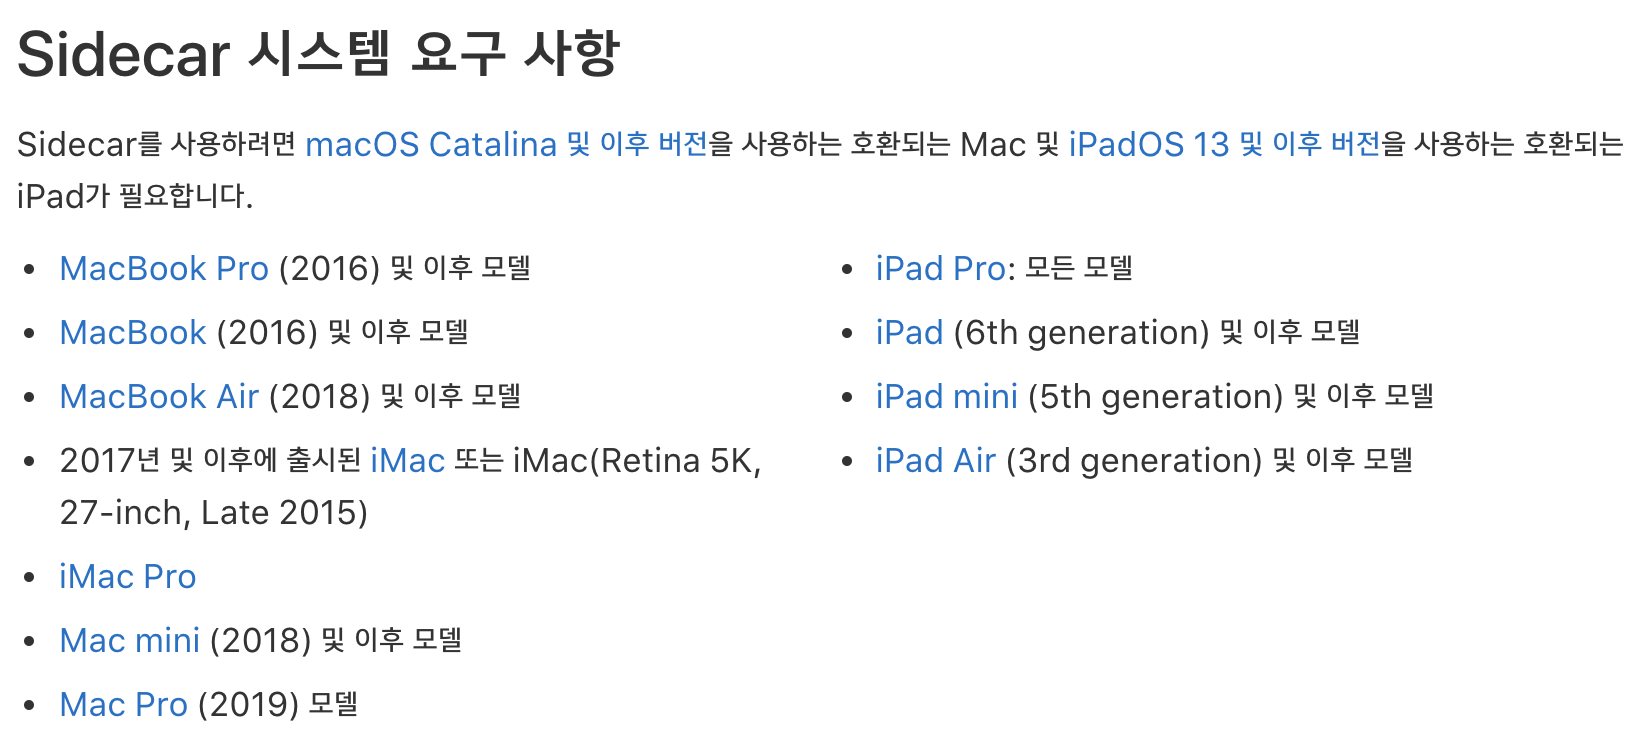 Sidecar 시스템 요구 사항
Sidecar를 사용하려면 macOS Catalina 및 이후 버전을 사용하는 호환되는 Mac 및 iPadOS 13 및 이후 버전을 사용하는 호환되는
iPad가 필요합니다.
• MacBook Pro (2016) 및 이후 모델
• MacBook (2016) 및 이후 모델
• MacBook Air (2018) 및 이후 모델
• 2017년 및 이후에 출시된 iMac 또는 iMac(Retina 5K,
27-inch, Late 2015)
• iMac Pro
• Mac mini (2018) 및 이후 모델
• Mac Pro (2019) 모델
• iPad Pro: 모든 모델
• iPad (6th generation) 및 이후 모델
• iPad mini (5th generation) 및 이후 모델
• iPad Air (3rd generation) 및 이후 모델